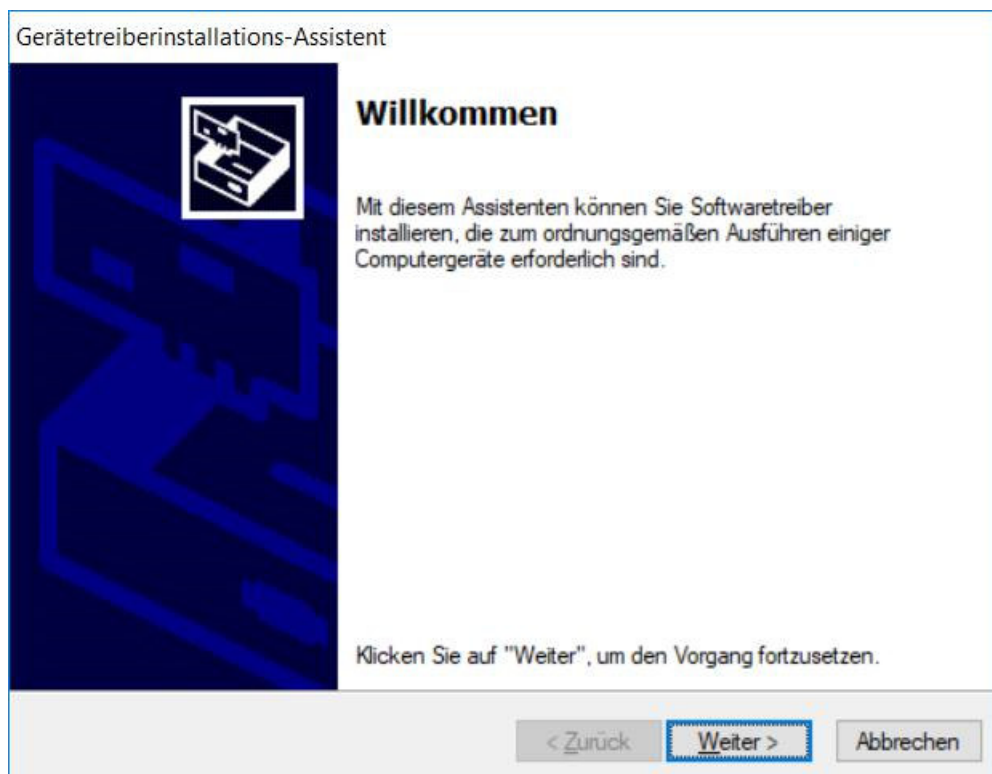 Gerätetreiberinstallations-Assistent
Willkommen
Mit diesem Assistenten können Sie Softwaretreiber
installieren, die zum ordnungsgemäßen Ausführen einiger
Computergeräte erforderlich sind.
Klicken Sie auf "Weiter", um den Vorgang fortzusetzen.
< Zurück Weiter > Abbrechen